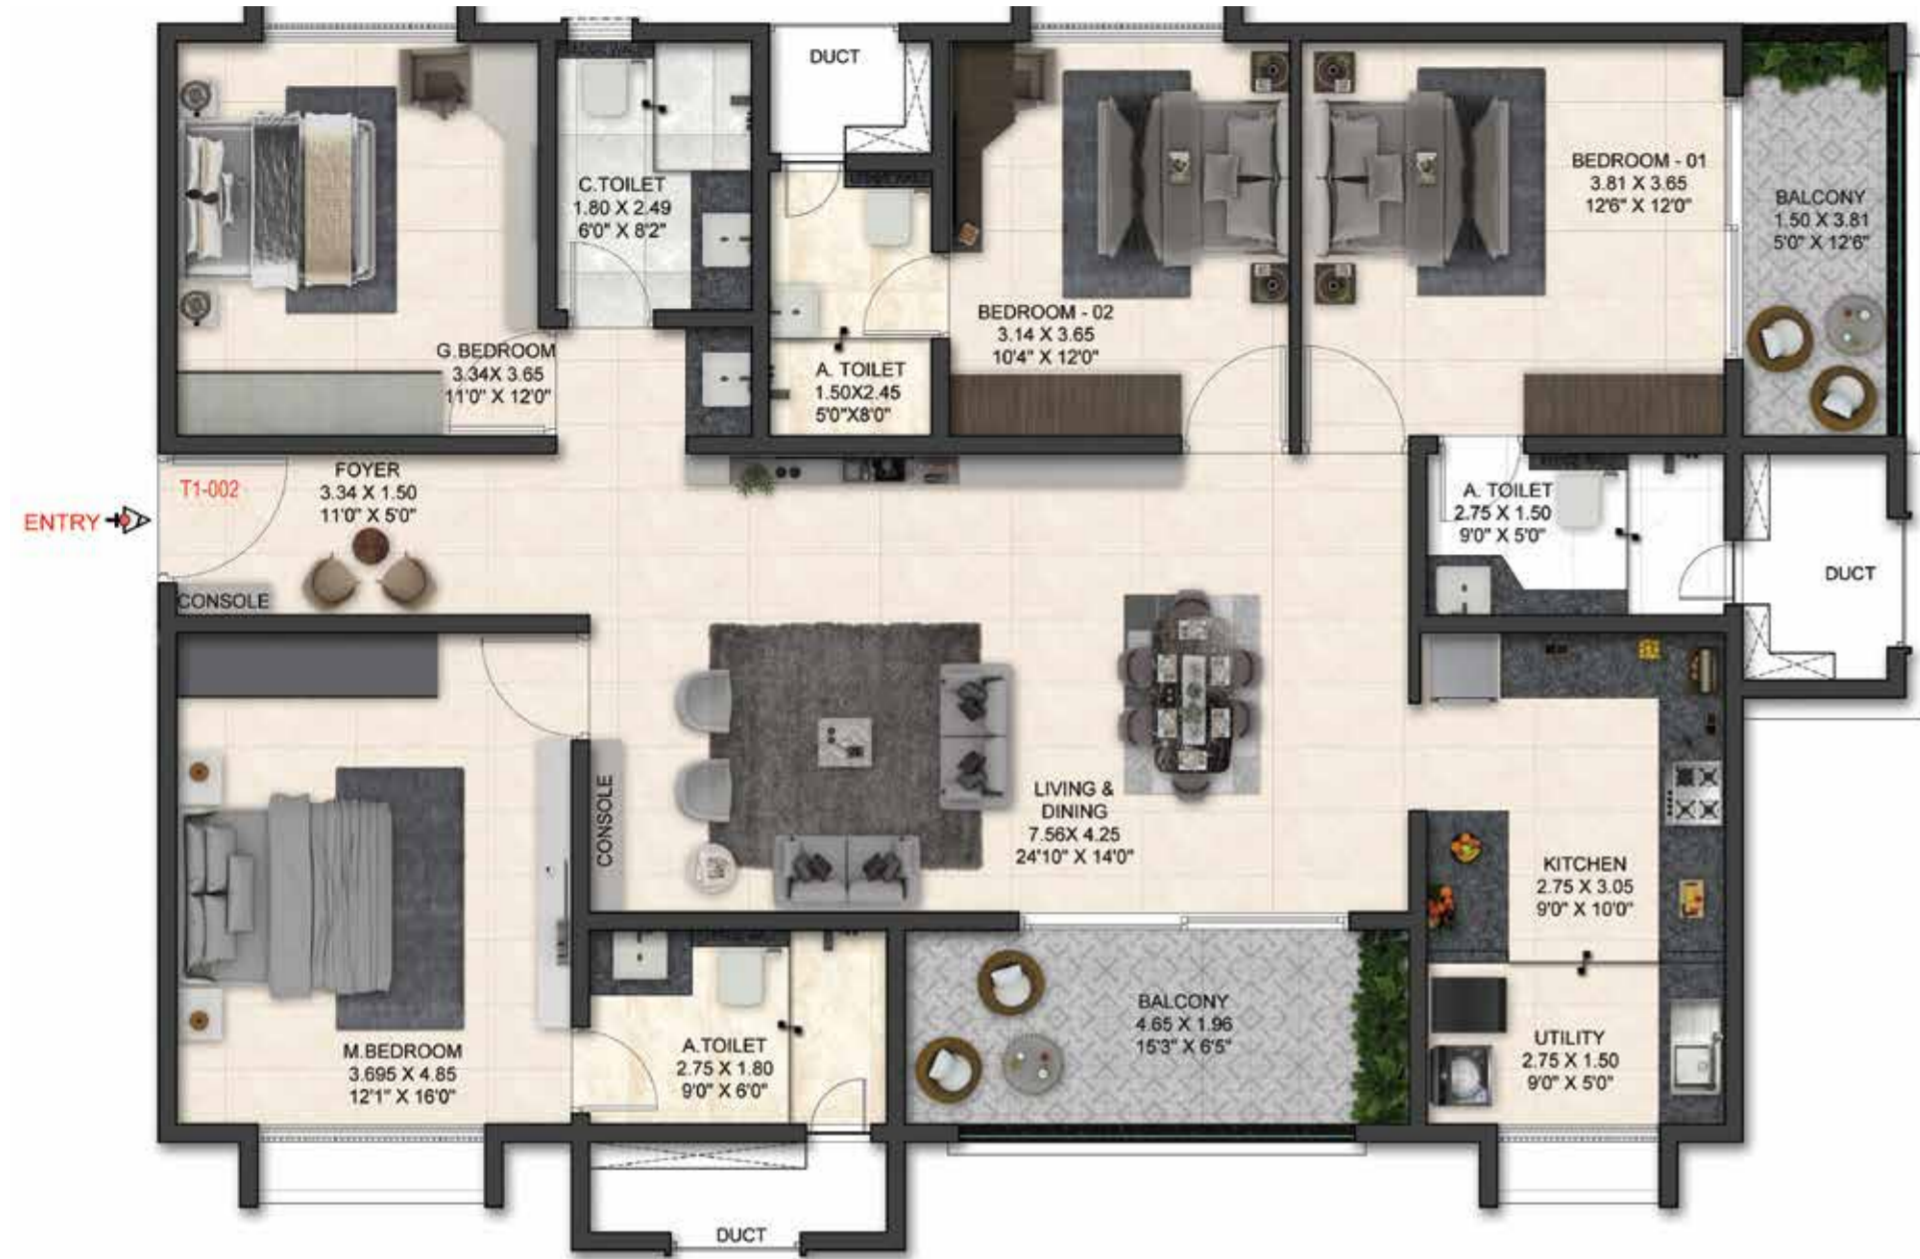 DUCT
C.TOILET
1.80 X 2.49
6'0" X 8'2"
BEDROOM - 01
3.81 X 3.65
12'6" X 12'0"
BALCONY
1.50 X 3.81
5'0" X 12'6"
G.BEDROOM
3.34X 3.65
11'0" X 12'0"
A. TOILET
1.50X2.45
5'0"X8'0"
BEDROOM - 02
3.14 X 3.65
10'4" X 12'0"
ENTRY
T1-002
FOYER
3.34 X 1.50
11'0" X 5'0"
CONSOLE
A. TOILET
2.75 X 1.50
9'0" X 5'0"
DUCT
CONSOLE
LIVING &
DINING
7.56X 4.25
24'10" X 14'0"
KITCHEN
2.75 X 3.05
9'0" X 10'0"
M.BEDROOM
3.695 X 4.85
12'1" X 16'0"
A.TOILET
2.75 X 1.80
9'0" X 6'0"
BALCONY
4.65 X 1.96
15'3" X 6'5"
UTILITY
2.75 X 1.50
9'0" X 5'0"
DUCT